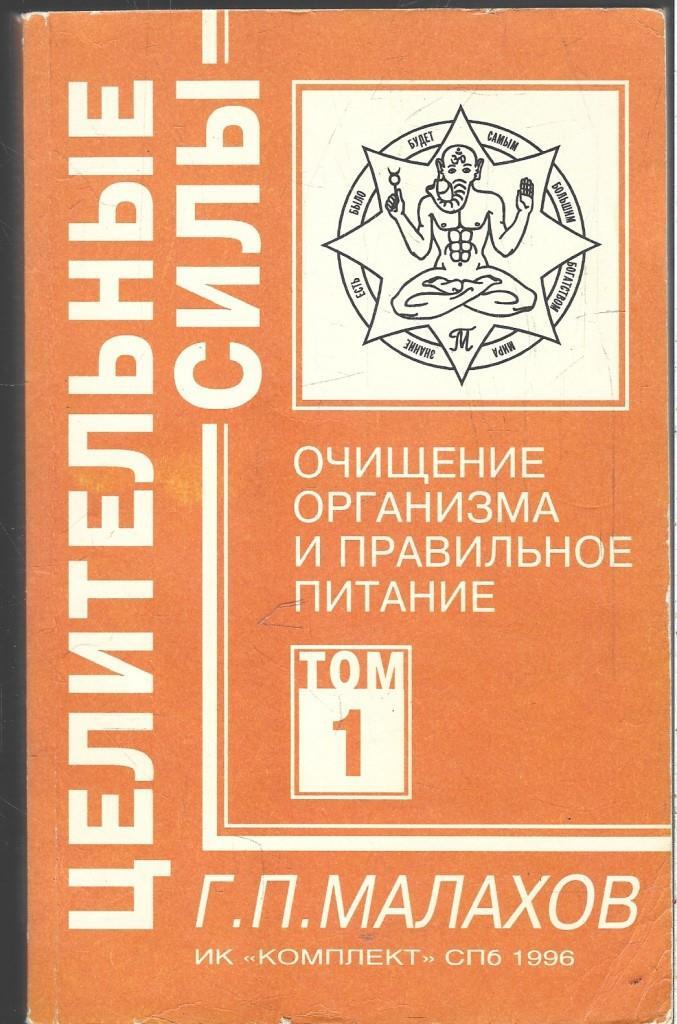 ЦЕЛИТЕЛЬНЫЕ
СИЛЫ
ЗНАНИЕ ЕСТЬ БЫЛО БУДЕТ САМЫМ БОЛЬШИМ БОГАТСТВОМ МИРА
ОЧИЩЕНИЕ
ОРГАНИЗМА
И ПРАВИЛЬНОЕ
ПИТАНИЕ
ТОМ
1
Г.П.МАЛАХОВ
ИК «КОМПЛЕКТ» СПб 1996